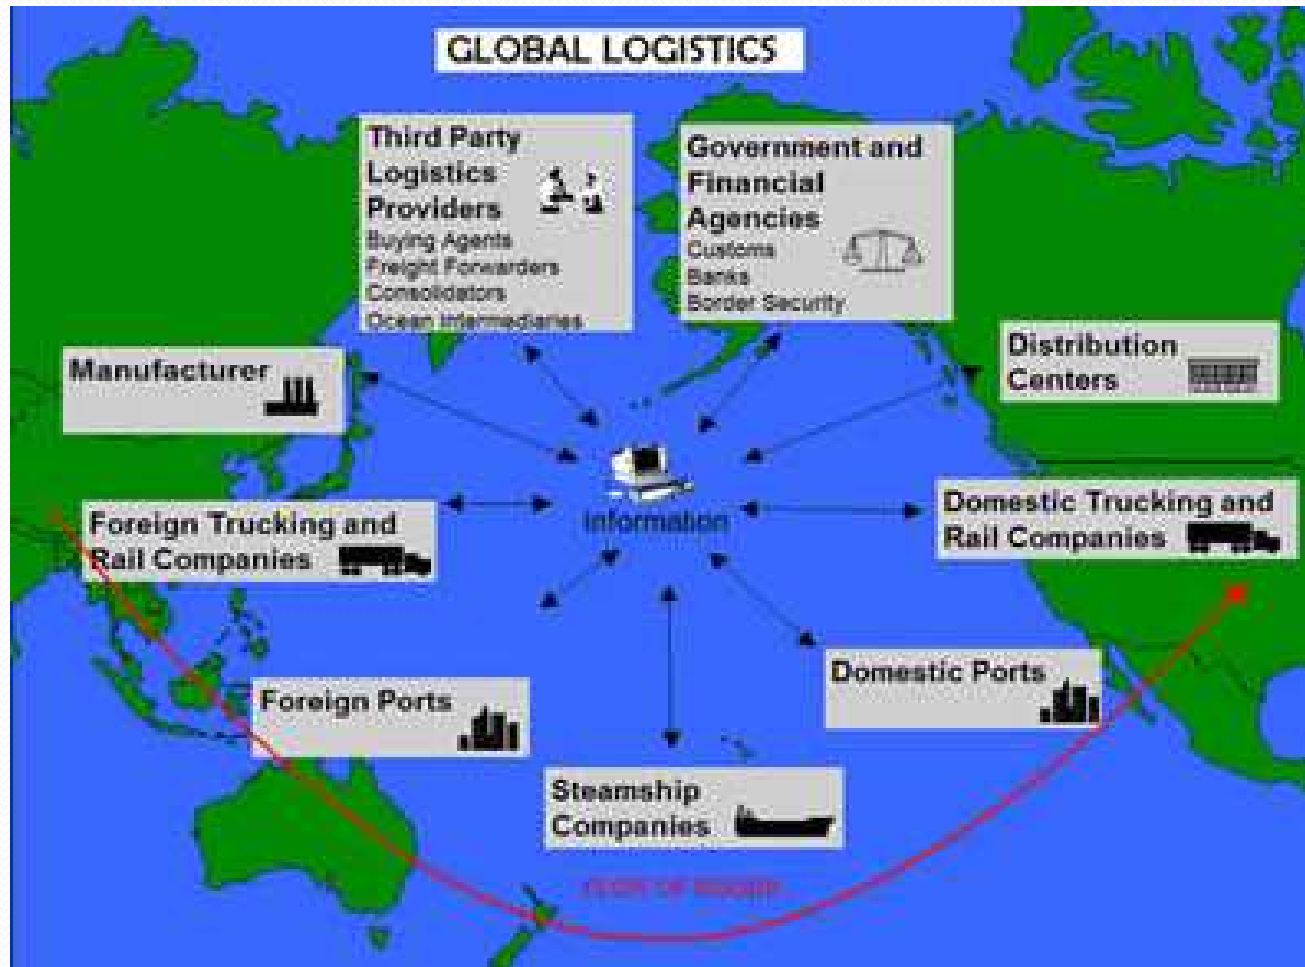 GLOBAL LOGISTICS
Third Party
Logistics
Providers
Buying Agents
Freight Forwarders
Consolidators
Ocean Intermediaries
Government and
Financial
Agencies
Customs
Banks
Border Security
Manufacturer
Distribution
Centers
Foreign Trucking and
Rail Companies
Information
Domestic Trucking and
Rail Companies
Foreign Ports
Domestic Ports
Steamship
Companies